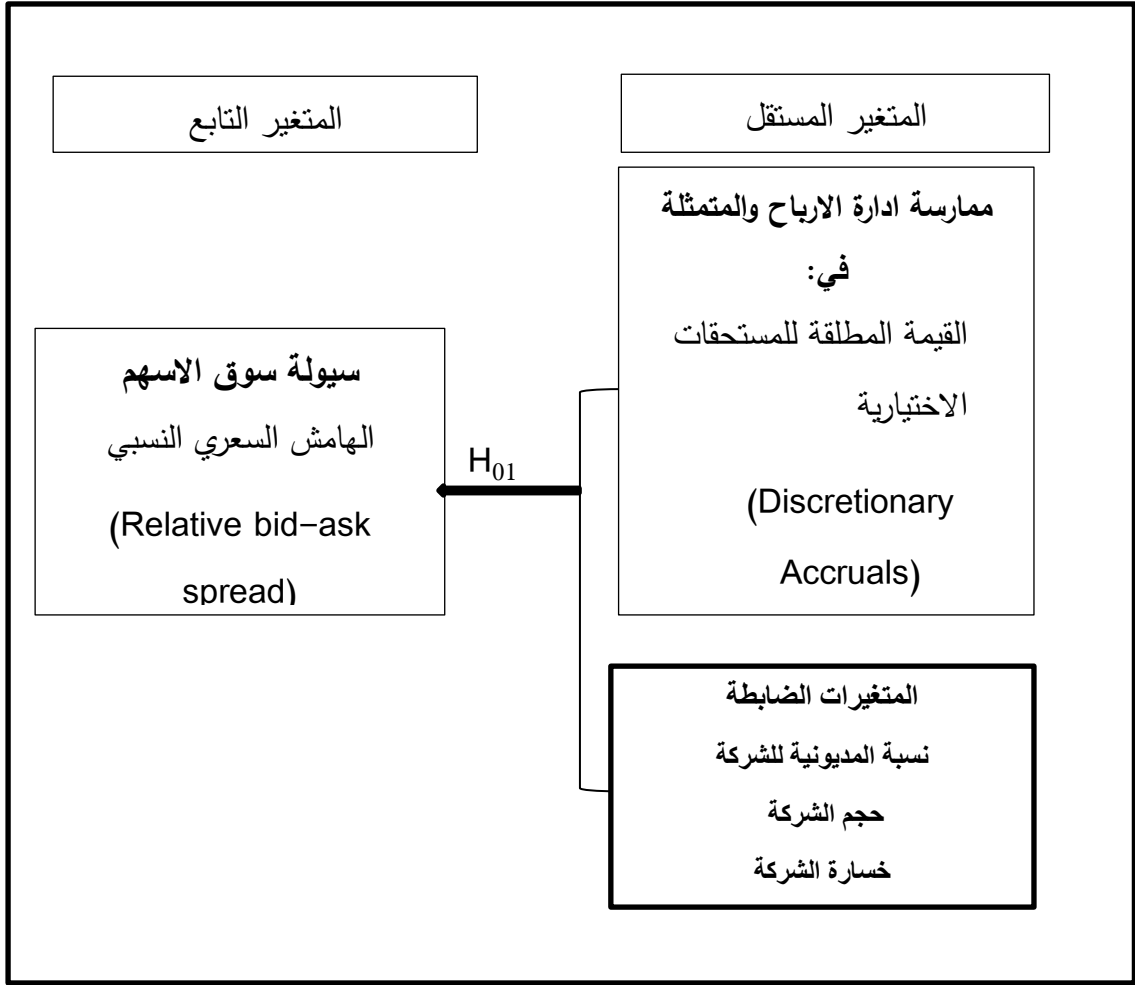 المتغير المستقل
المتغير التابع
ممارسة ادارة الارباح والمتمثلة
في:
القيمة المطلقة للمستحقات
الاختيارية
(Discretionary
Accruals)
سيولة سوق الاسهم
الهامش السعري النسبي
(Relative bid-ask
spread)
H01
المتغيرات الضابطة
نسبة المديونية للشركة
حجم الشركة
خسارة الشركة